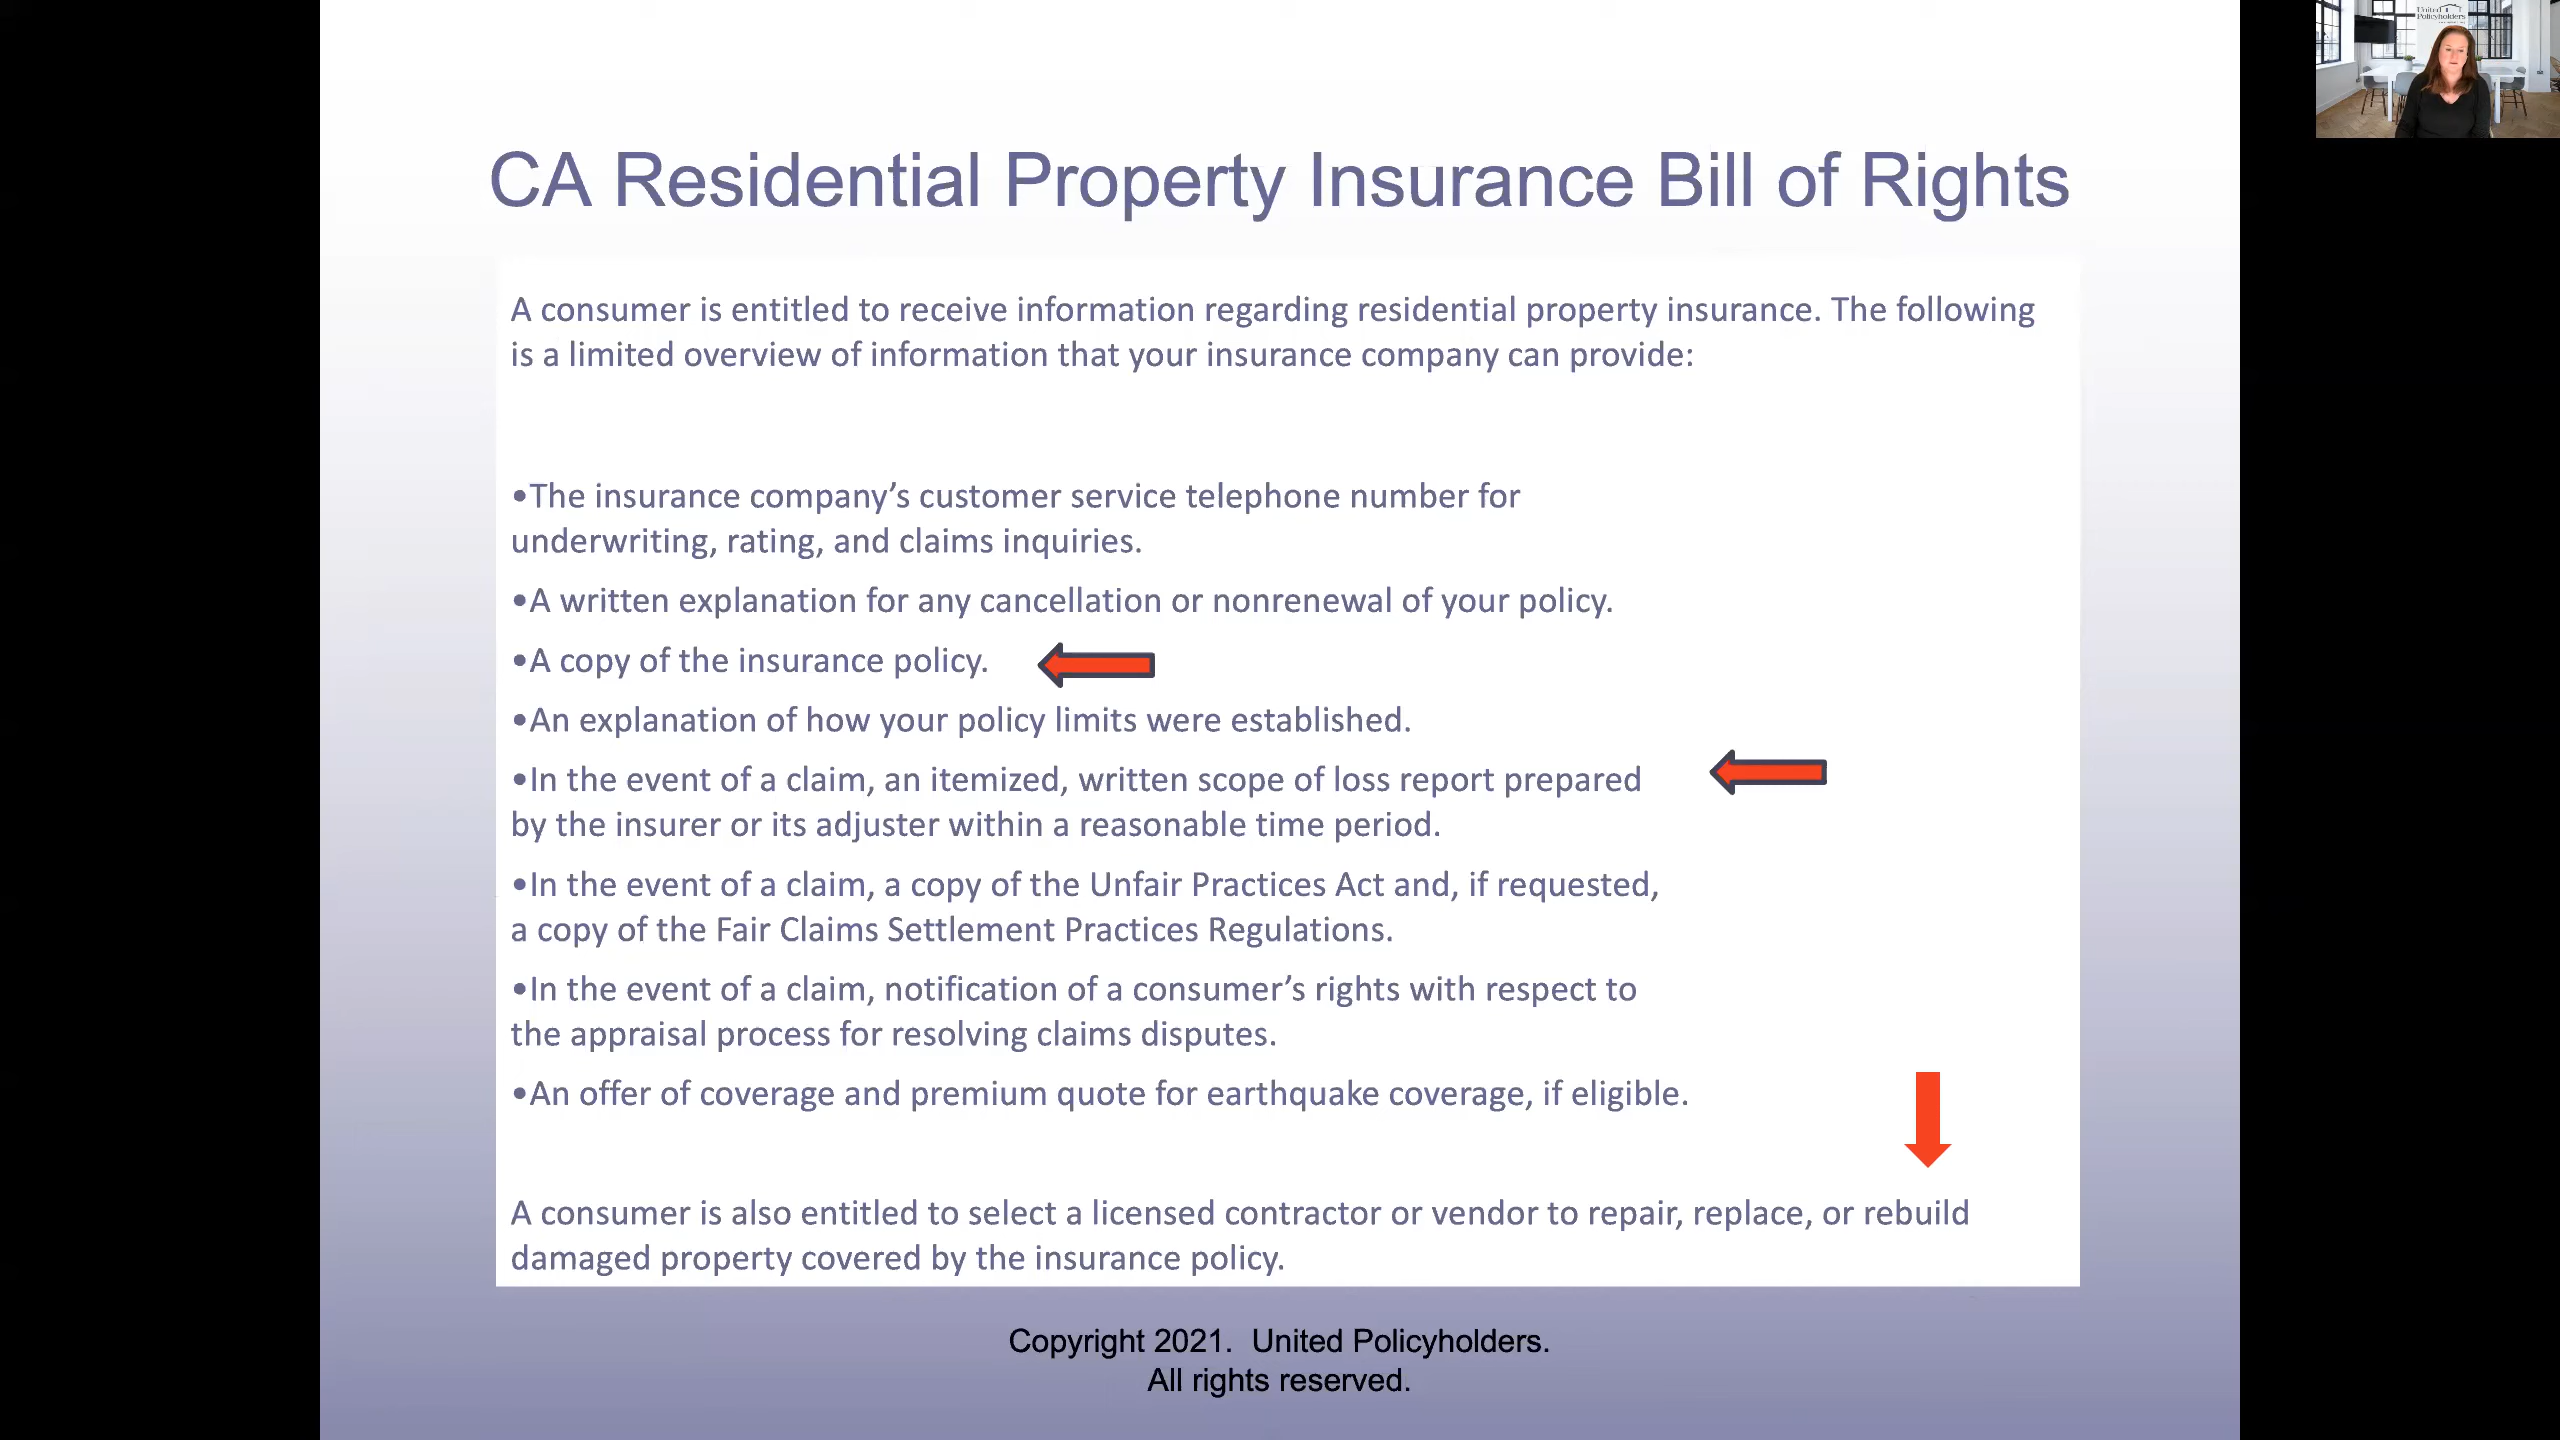 United
Policyholders
CA Residential Property Insurance Bill of Rights
A consumer is entitled to receive information regarding residential property insurance. The following
is a limited overview of information that your insurance company can provide:
•The insurance company’s customer service telephone number for
underwriting, rating, and claims inquiries.
•A written explanation for any cancellation or nonrenewal of your policy.
•A copy of the insurance policy.
•An explanation of how your policy limits were established.
•In the event of a claim, an itemized, written scope of loss report prepared
by the insurer or its adjuster within a reasonable time period.
•In the event of a claim, a copy of the Unfair Practices Act and, if requested,
a copy of the Fair Claims Settlement Practices Regulations.
•In the event of a claim, notification of a consumer’s rights with respect to
the appraisal process for resolving claims disputes.
•An offer of coverage and premium quote for earthquake coverage, if eligible.
A consumer is also entitled to select a licensed contractor or vendor to repair, replace, or rebuild
damaged property covered by the insurance policy.
Copyright 2021.  United Policyholders.
All rights reserved.